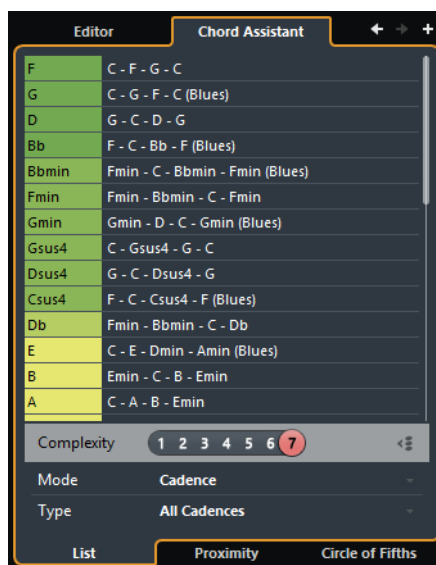 Editor Chord Assistant
F C - F - G - C
G C - G - F - C (Blues)
D G - C - D - G
Bb F - C - Bb - F (Blues)
Bbmin Fmin - C - Bbmin - Fmin (Blues)
Fmin Fmin - Bbmin - C - Fmin
Gmin Gmin - D - C - Gmin (Blues)
Gsus4 C - Gsus4 - G - C
Dsus4 G - C - Dsus4 - G
Csus4 F - C - Csus4 - F (Blues)
Db Fmin - Bbmin - C - Db
E C - E - Dmin - Amin (Blues)
B Emin - C - B - Emin
A C - A - B - Emin
Complexity 1 2 3 4 5 6 7
Mode Cadence
Type All Cadences
List Proximity Circle of Fifths